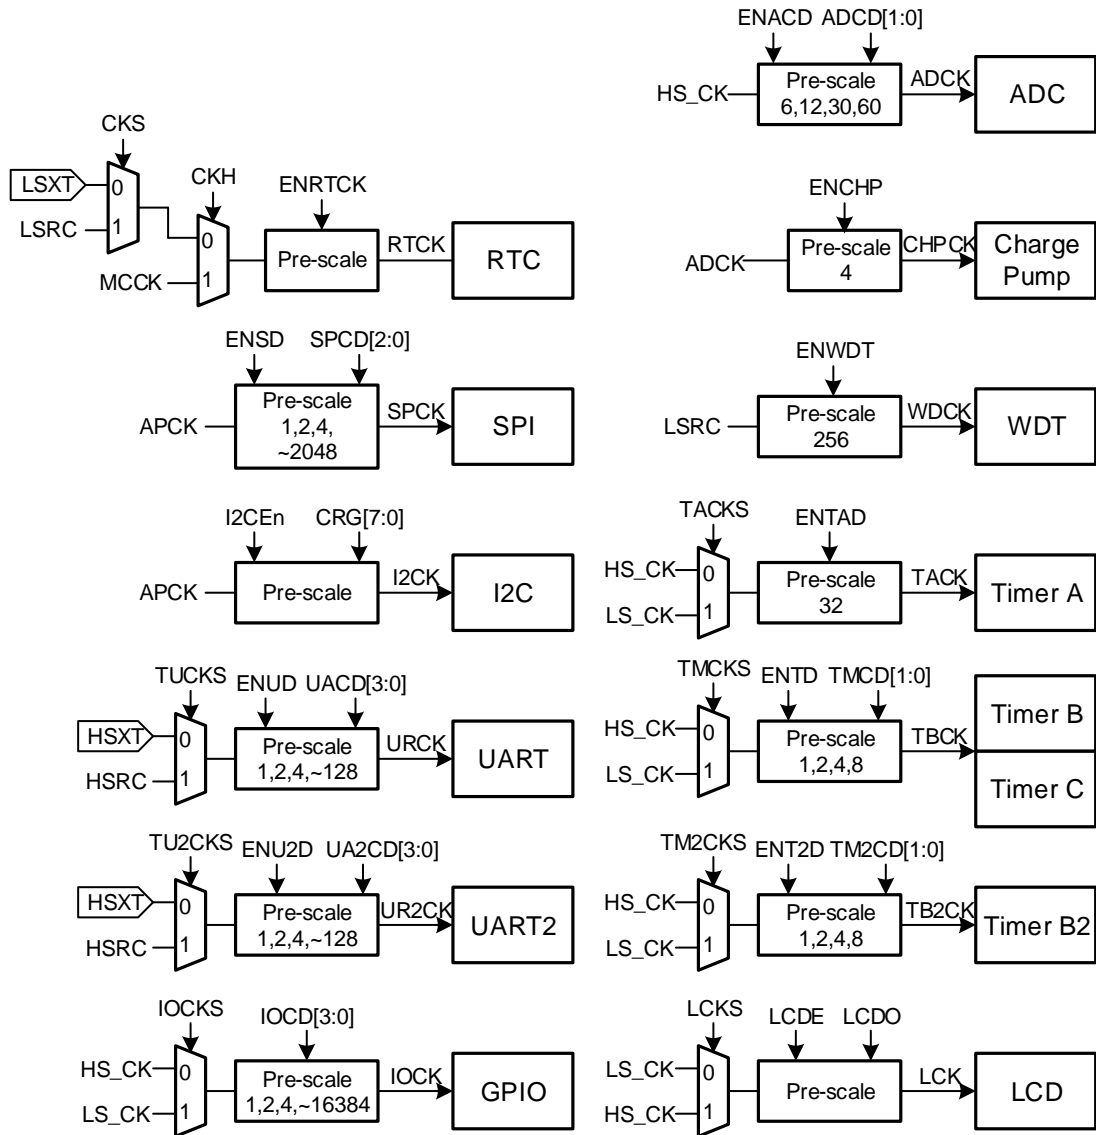 ENACD ADCD[1:0]
HS_CK
Pre-scale
6,12,30,60
ADCK
ADC
CKS
LSXT
0
LSRC
1
CKH
0
MCCK
1
ENRTCK
Pre-scale
RTCK
RTC
ENCHP
ADCK
Pre-scale
4
CHPCK
Charge
Pump
ENSD SPCD[2:0]
APCK
Pre-scale
1,2,4,
~2048
SPCK
SPI
ENWDT
LSRC
Pre-scale
256
WDCK
WDT
I2CEn CRG[7:0]
APCK
Pre-scale
I2CK
I2C
TACKS
ENTAD
HS_CK
0
LS_CK
1
Pre-scale
32
TACK
Timer A
TUCKS
ENUD UACD[3:0]
HSXT
0
HSRC
1
Pre-scale
1,2,4,~128
URCK
UART
TMCKS
ENTD TMCD[1:0]
HS_CK
0
LS_CK
1
Pre-scale
1,2,4,8
TBCK
Timer B
Timer C
TU2CKS
ENU2D UA2CD[3:0]
HSXT
0
HSRC
1
Pre-scale
1,2,4,~128
UR2CK
UART2
TM2CKS
ENT2D TM2CD[1:0]
HS_CK
0
LS_CK
1
Pre-scale
1,2,4,8
TB2CK
Timer B2
IOCKS
IOCD[3:0]
HS_CK
0
LS_CK
1
Pre-scale
1,2,4,~16384
IOCK
GPIO
LCKS
LCDE LCDO
LS_CK
0
HS_CK
1
Pre-scale
LCK
LCD